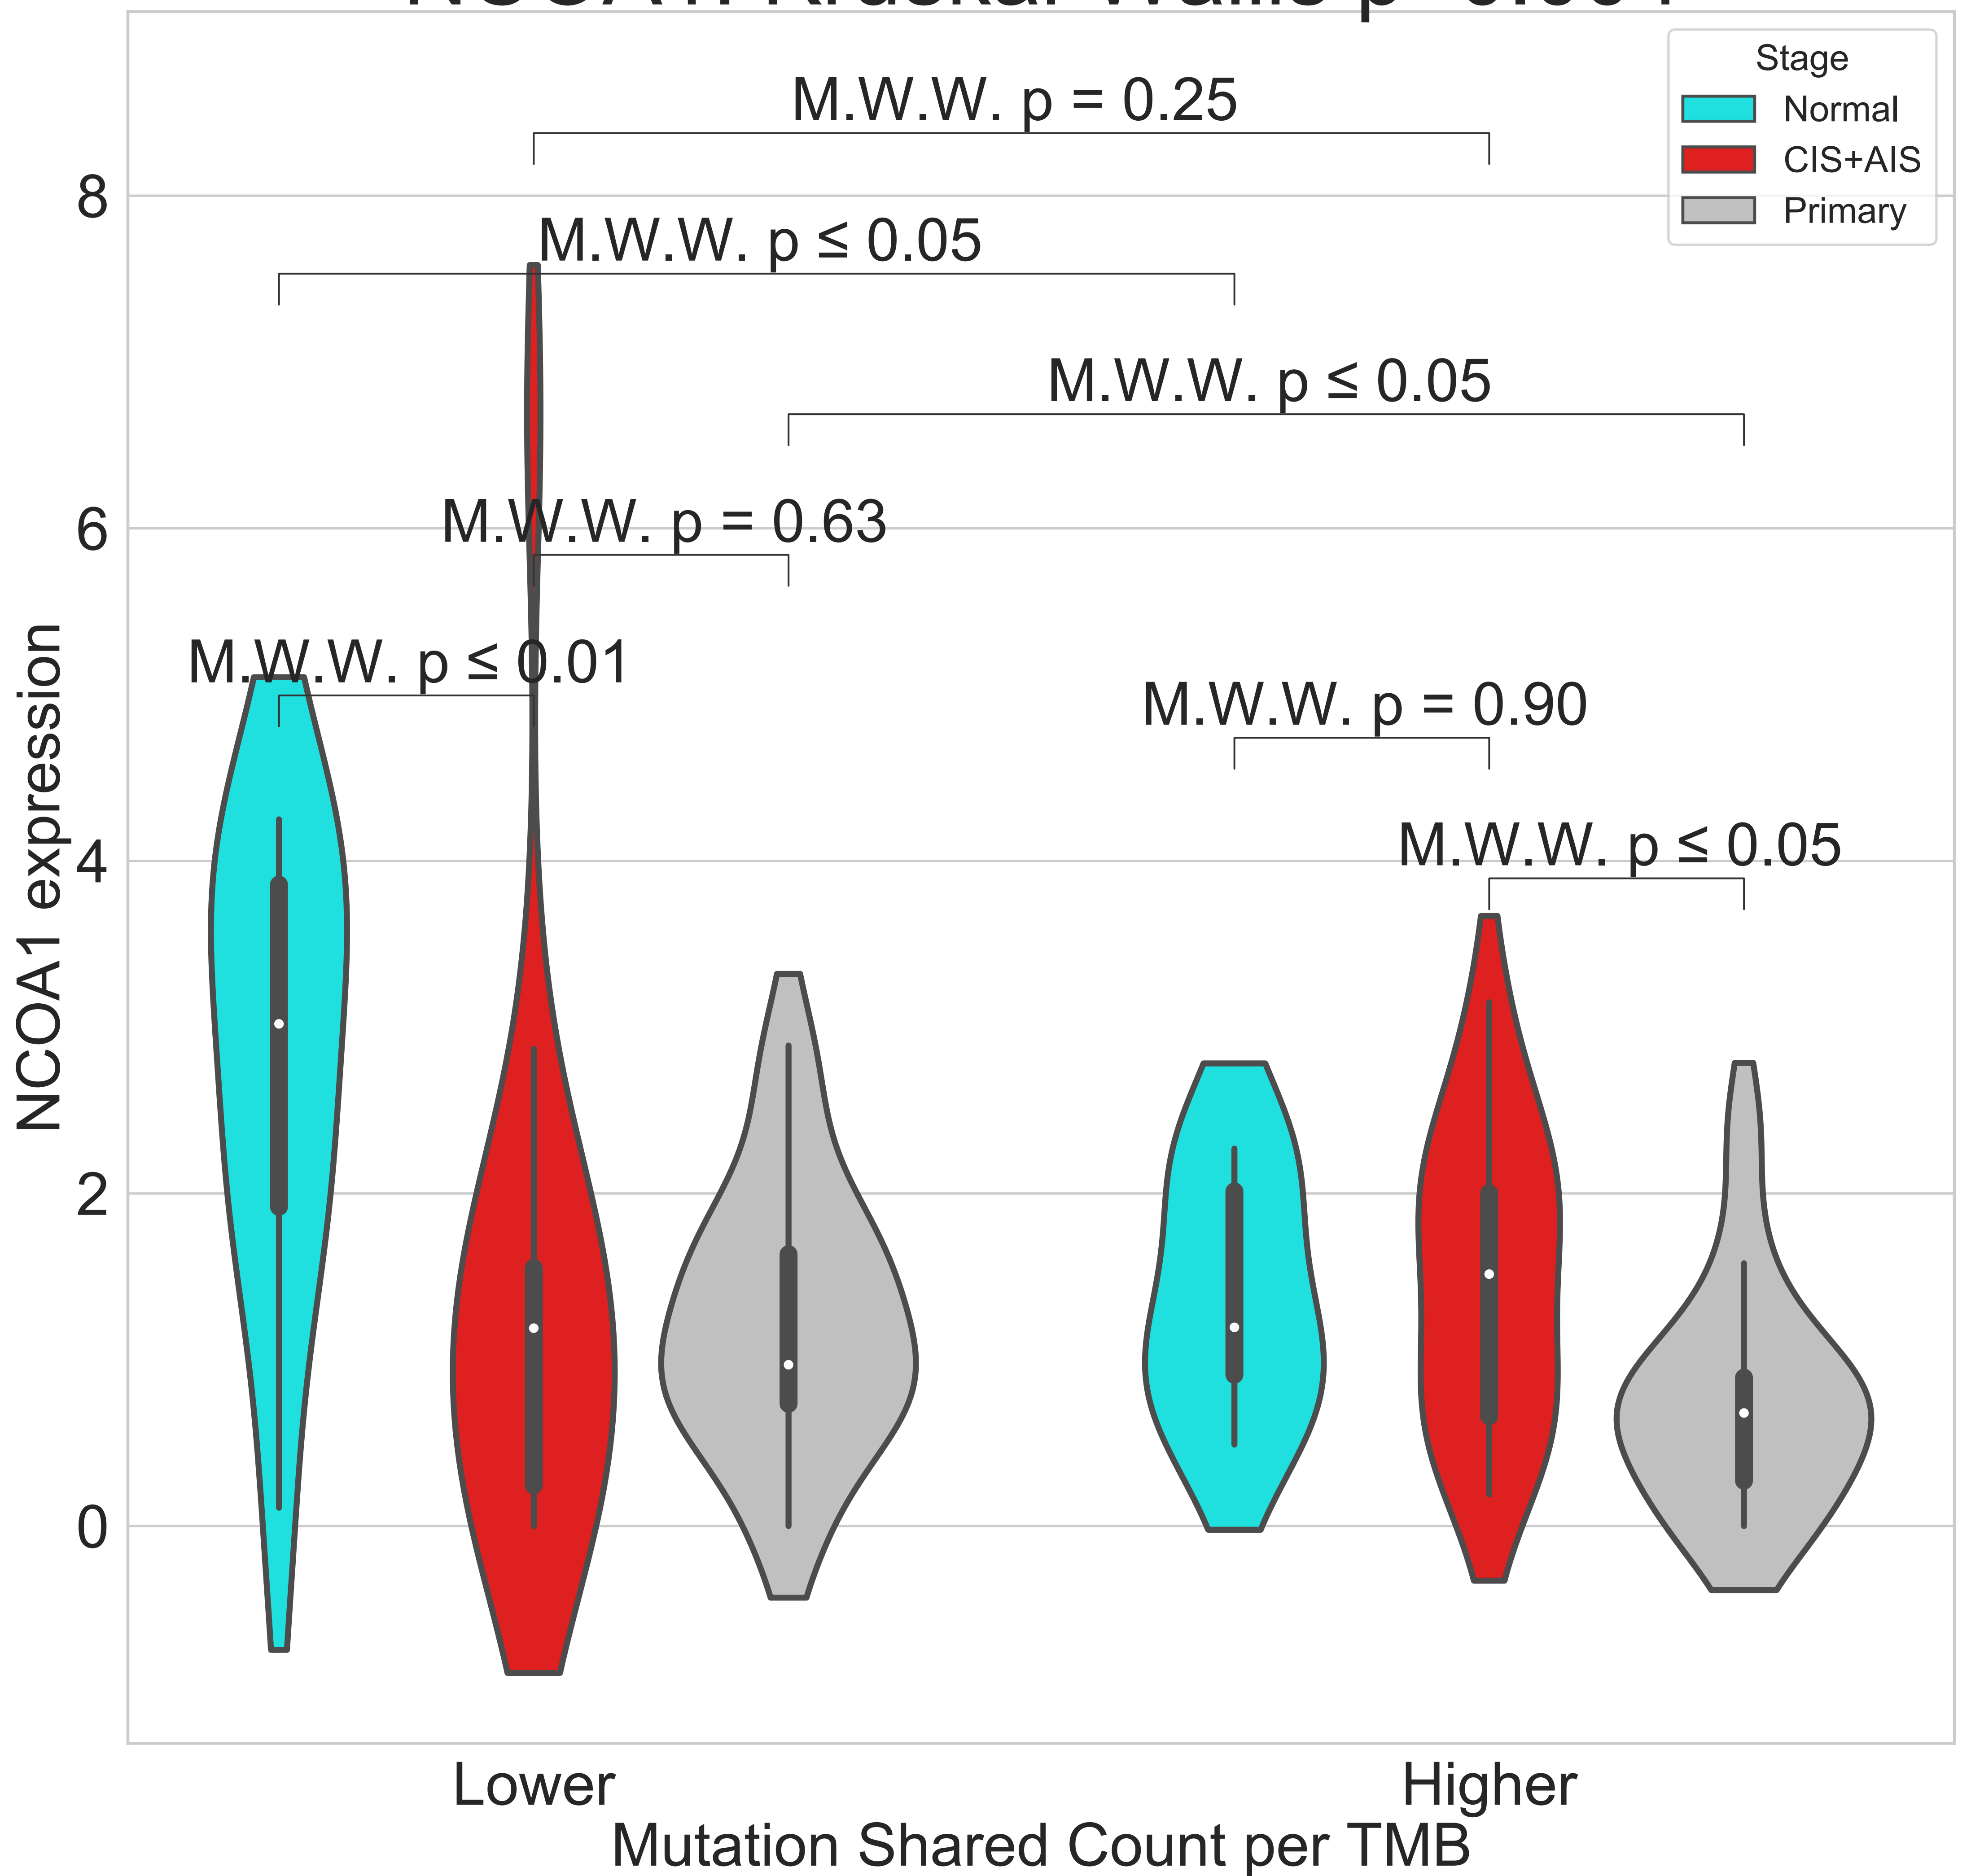 Stage
Normal
CIS+AIS
Primary
M.W.W. p = 0.25
M.W.W. p ≤ 0.05
M.W.W. p ≤ 0.05
M.W.W. p = 0.63
M.W.W. p ≤ 0.01
M.W.W. p = 0.90
M.W.W. p ≤ 0.05
8
6
4
2
0
NCOA1 expression
Lower
Higher
Mutation Shared Count per TMB